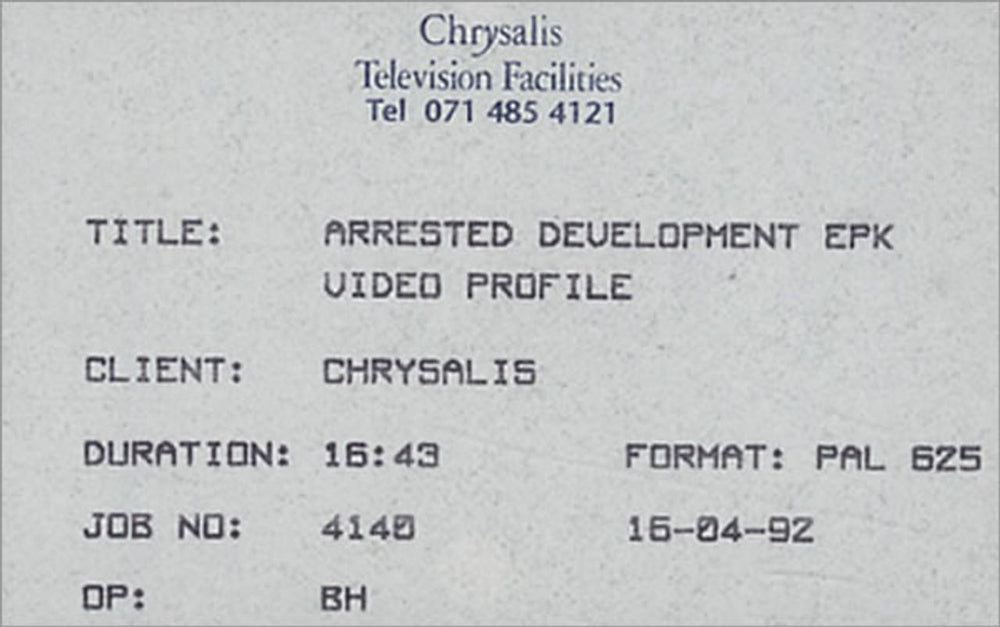 Chrysalis
Television Facilities
Tel 071 485 4121
TITLE: ARRESTED DEVELOPMENT EPK
VIDEO PROFILE
CLIENT: CHRYSALIS
DURATION: 16:43 FORMAT: PAL 625
JOB NO: 4140 16-04-92
OP: BH